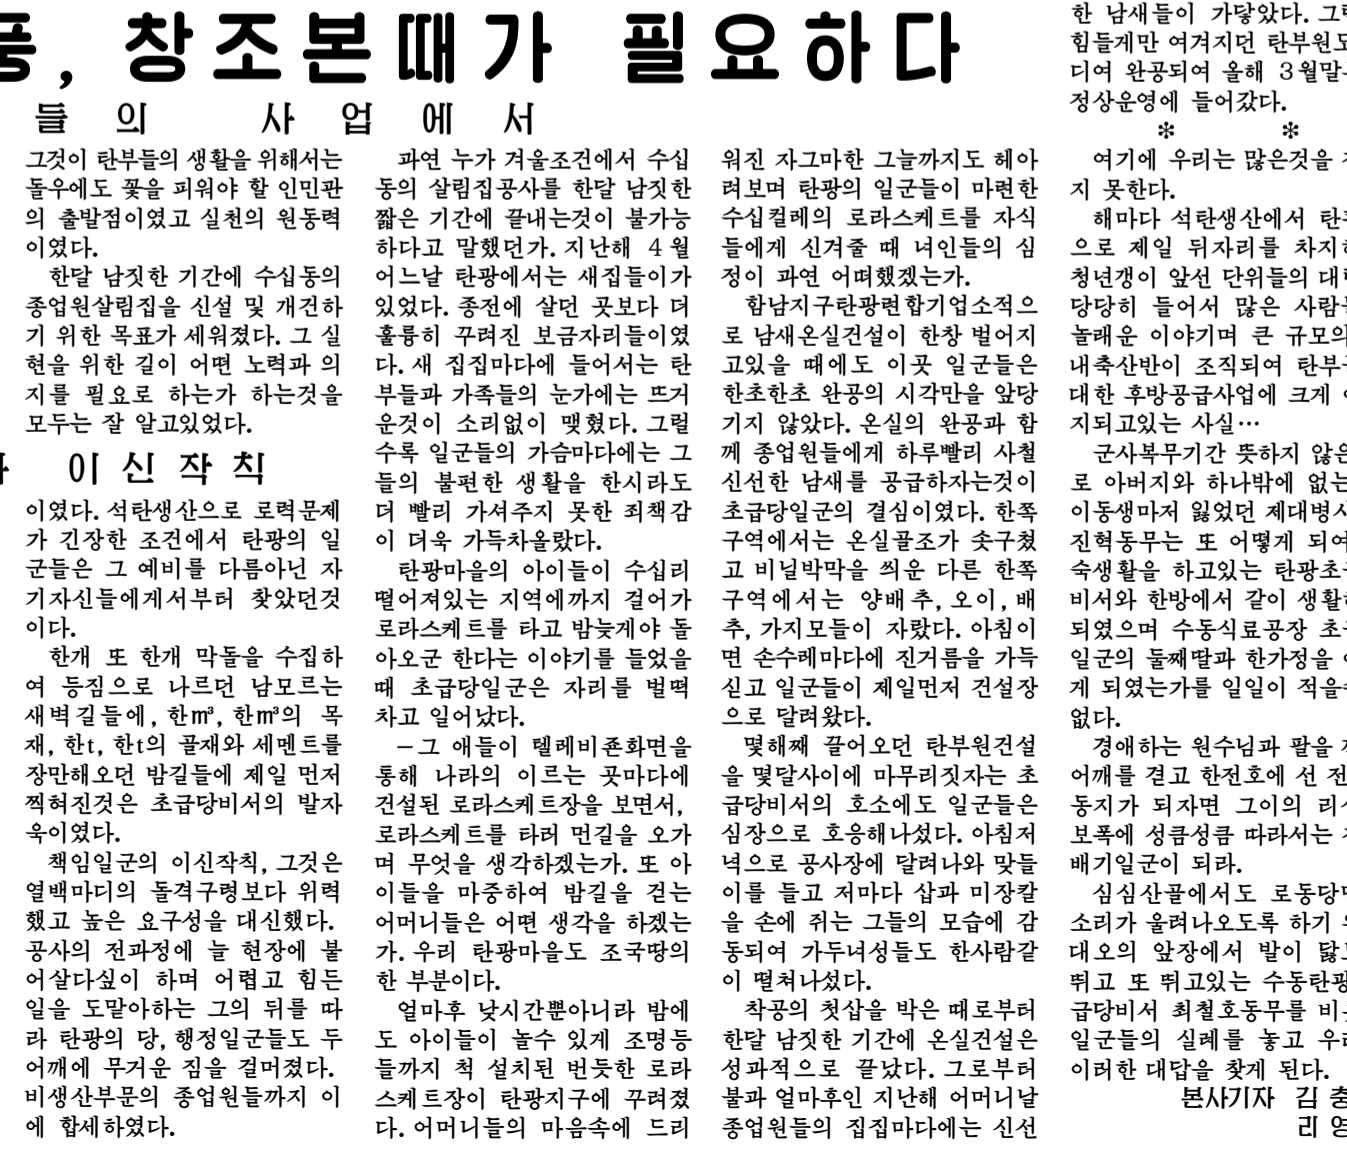 풍, 창조본때가 필요하다
들의 사업에서
그것이 탄부들의 생활을 위해서는
돌우에도 꽃을 피워야 할 인민관
의 출발점이였고 실천의 원동력
이였다.
한달 남짓한 기간에 수십동의
종업원살림집을 신설 및 개건하
기 위한 목표가 세워졌다. 그 실
현을 위한 길이 어떤 노력과 의
지를 필요로 하는가 하는것을
모두는 잘 알고있었다.
이신작칙
이였다. 석탄생산으로 로력문제
가 긴장한 조건에서 탄광의 일
군들은 그 예비를 다름아닌 자
기자신들에게서부터 찾았던것
이다.
한개 또 한개 막돌을 수집하
여 등짐으로 나르던 남모르는
새벽길들에, 한㎥, 한㎥의 목
재, 한t, 한t의 골재와 세멘트를
장만해오던 밤길들에 제일 먼저
찍혀진것은 초급당비서의 발자
욱이였다.
책임일군의 이신작칙, 그것은
열백마디의 돌격구령보다 위력
했고 높은 요구성을 대신했다.
공사의 전과정에 늘 현장에 붙
어살다싶이 하며 어렵고 힘든
일을 도맡아하는 그의 뒤를 따
라 탄광의 당, 행정일군들도 두
어깨에 무거운 짐을 걸머졌다.
비생산부문의 종업원들까지 이
에 합세하였다.
과연 누가 겨울조건에서 수십
동의 살림집공사를 한달 남짓한
짧은 기간에 끝내는것이 불가능
하다고 말했던가. 지난해 4월
어느날 탄광에서는 새집들이가
있었다. 종전에 살던 곳보다 더
훌륭히 꾸려진 보금자리들이였
다. 새 집집마다에 들어서는 탄
부들과 가족들의 눈가에는 뜨거
운것이 소리없이 맺혔다. 그럴
수록 일군들의 가슴마다에는 그
들의 불편한 생활을 한시라도
더 빨리 가셔주지 못한 죄책감
이 더욱 가득차올랐다.
탄광마을의 아이들이 수십리
떨어져있는 지역에까지 걸어가
로라스케트를 타고 밤늦게야 돌
아오군 한다는 이야기를 들었을
때 초급당일군은 자리를 벌떡
차고 일어났다.
－그 애들이 텔레비죤화면을
통해 나라의 이르는 곳마다에
건설된 로라스케트장을 보면서,
로라스케트를 타러 먼길을 오가
며 무엇을 생각하겠는가. 또 아
이들을 마중하여 밤길을 걷는
어머니들은 어떤 생각을 하겠는
가. 우리 탄광마을도 조국땅의
한 부분이다.
얼마후 낮시간뿐아니라 밤에
도 아이들이 놀수 있게 조명등
들까지 척 설치된 번듯한 로라
스케트장이 탄광지구에 꾸려졌
다. 어머니들의 마음속에 드리
워진 자그마한 그늘까지도 헤아
려보며 탄광의 일군들이 마련한
수십컬레의 로라스케트를 자식
들에게 신겨줄 때 녀인들의 심
정이 과연 어떠했겠는가.
함남지구탄광련합기업소적으
로 남새온실건설이 한창 벌어지
고있을 때에도 이곳 일군들은
한초한초 완공의 시각만을 앞당
기지 않았다. 온실의 완공과 함
께 종업원들에게 하루빨리 사철
신선한 남새를 공급하자는것이
초급당일군의 결심이였다. 한쪽
구역에서는 온실골조가 솟구쳤
고 비닐박막을 씌운 다른 한쪽
구역에서는 양배추, 오이, 배
추, 가지모들이 자랐다. 아침이
면 손수레마다에 진거름을 가득
싣고 일군들이 제일먼저 건설장
으로 달려왔다.
몇해째 끌어오던 탄부원건설
을 몇달사이에 마무리짓자는 초
급당비서의 호소에도 일군들은
심장으로 호응해나섰다. 아침저
녁으로 공사장에 달려나와 맞들
이를 들고 저마다 삽과 미장칼
을 손에 쥐는 그들의 모습에 감
동되여 가두녀성들도 한사람같
이 떨쳐나섰다.
착공의 첫삽을 박은 때로부터
한달 남짓한 기간에 온실건설은
성과적으로 끝났다. 그로부터
불과 얼마후인 지난해 어머니날
종업원들의 집집마다에는 신선
한 남새들이 가닿았다.
힘들게만 여겨지던 탄부원도
디여 완공되여 올해 3월말
정상운영에 들어갔다.
* *
여기에 우리는 많은것을
지 못한다.
해마다 석탄생산에서
으로 제일 뒤자리를
청년갱이 앞선 단위들의
당당히 들어서 많은
놀래운 이야기며 큰 규모의
내축산반이 조직되여
대한 후방공급사업에 크게
지되고있는 사실…
군사복무기간 뜻하지
로 아버지와 하나밖에
이동생마저 잃었던
진혁동무는 또 어떻게
숙생활을 하고있는
비서와 한방에서 같이
되였으며 수동식료공장
일군의 둘째딸과 한가정을
게 되였는가를 일일이
없다.
경애하는 원수님과 팔을
어깨를 겯고 한전호에 선
동지가 되자면 그이의
보폭에 성큼성큼 따라서는
배기일군이 되라.
심심산골에서도
소리가 울려나오도록 하기
대오의 앞장에서 발이
뛰고 또 뛰고있는
급당비서 최철호동무를
일군들의 실례를 놓고
이러한 대답을 찾게 된다.
본사기자 김
리